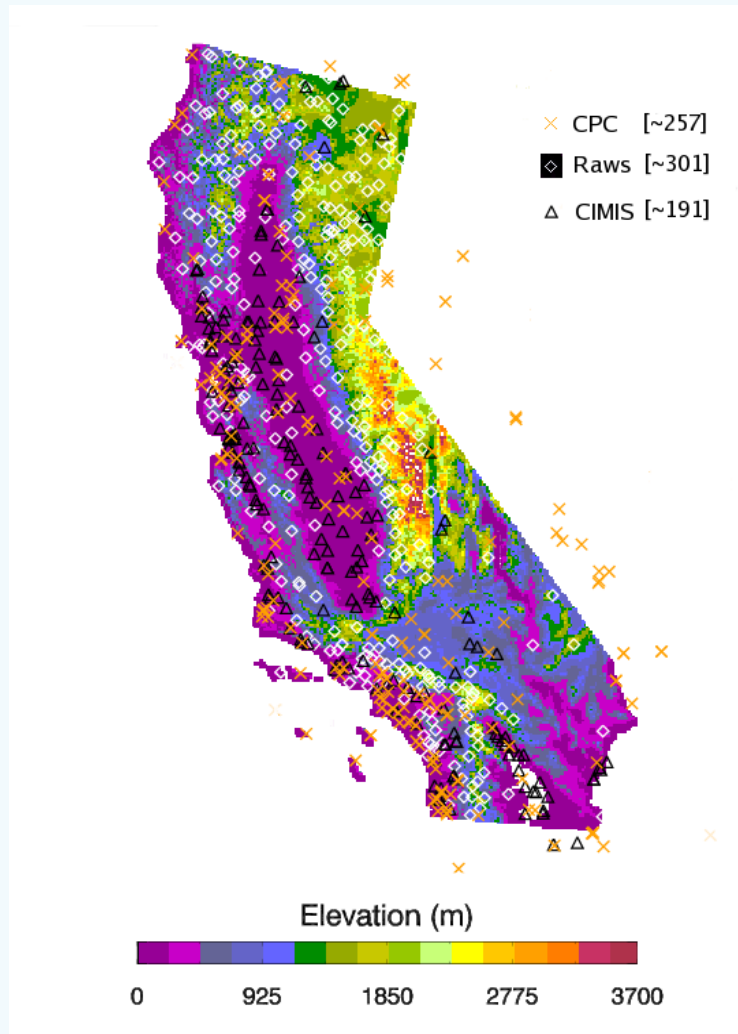 CPC [~257]
Raws [~301]
CIMIS [~191]
Elevation (m)
0 925 1850 2775 3700